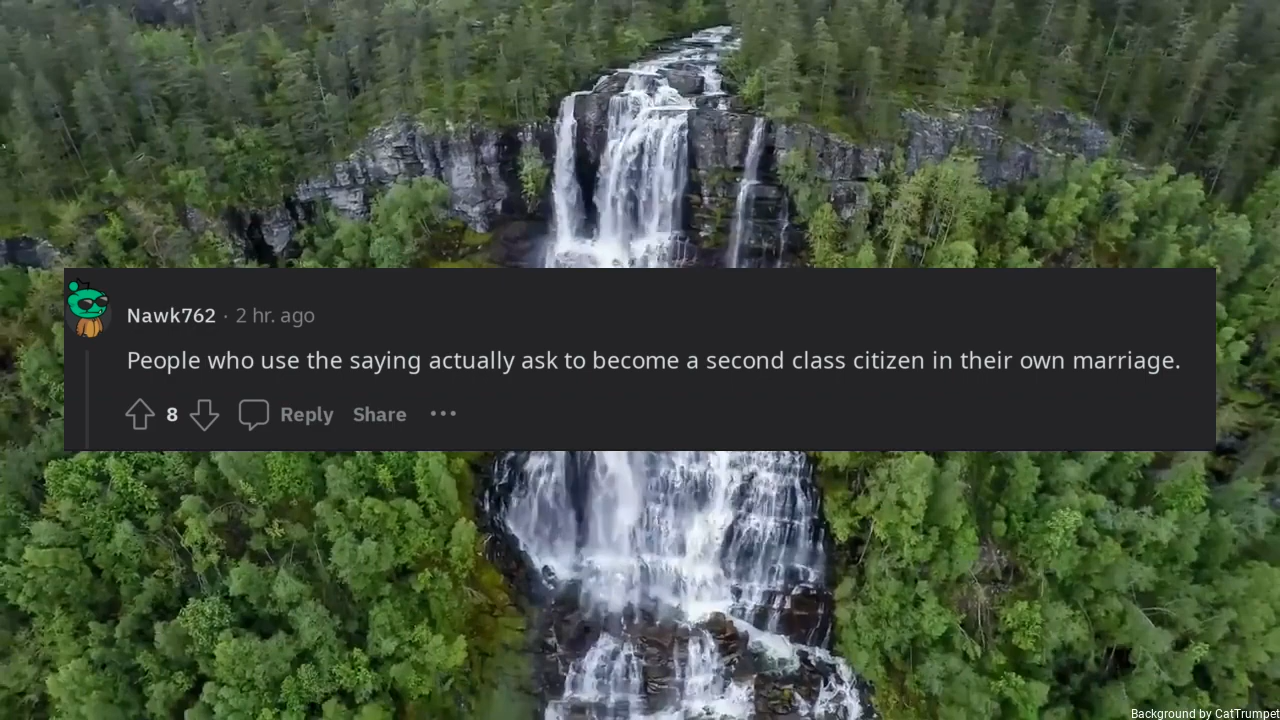 Nawk762 · 2 hr. ago
People who use the saying actually ask to become a second class citizen in their own marriage.
8 Reply Share ···
Background by CatTrumpet